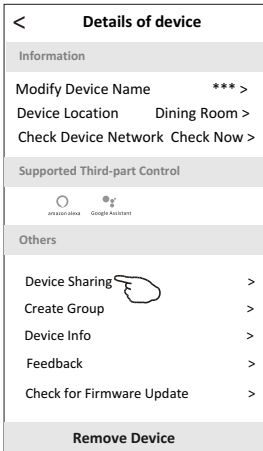 < Details of device
Information
Modify Device Name *** >
Device Location Dining Room >
Check Device Network Check Now >
Supported Third-part Control
amazon alexa Google Assistant
Others
Device Sharing >
Create Group >
Device Info >
Feedback >
Check for Firmware Update >
Remove Device